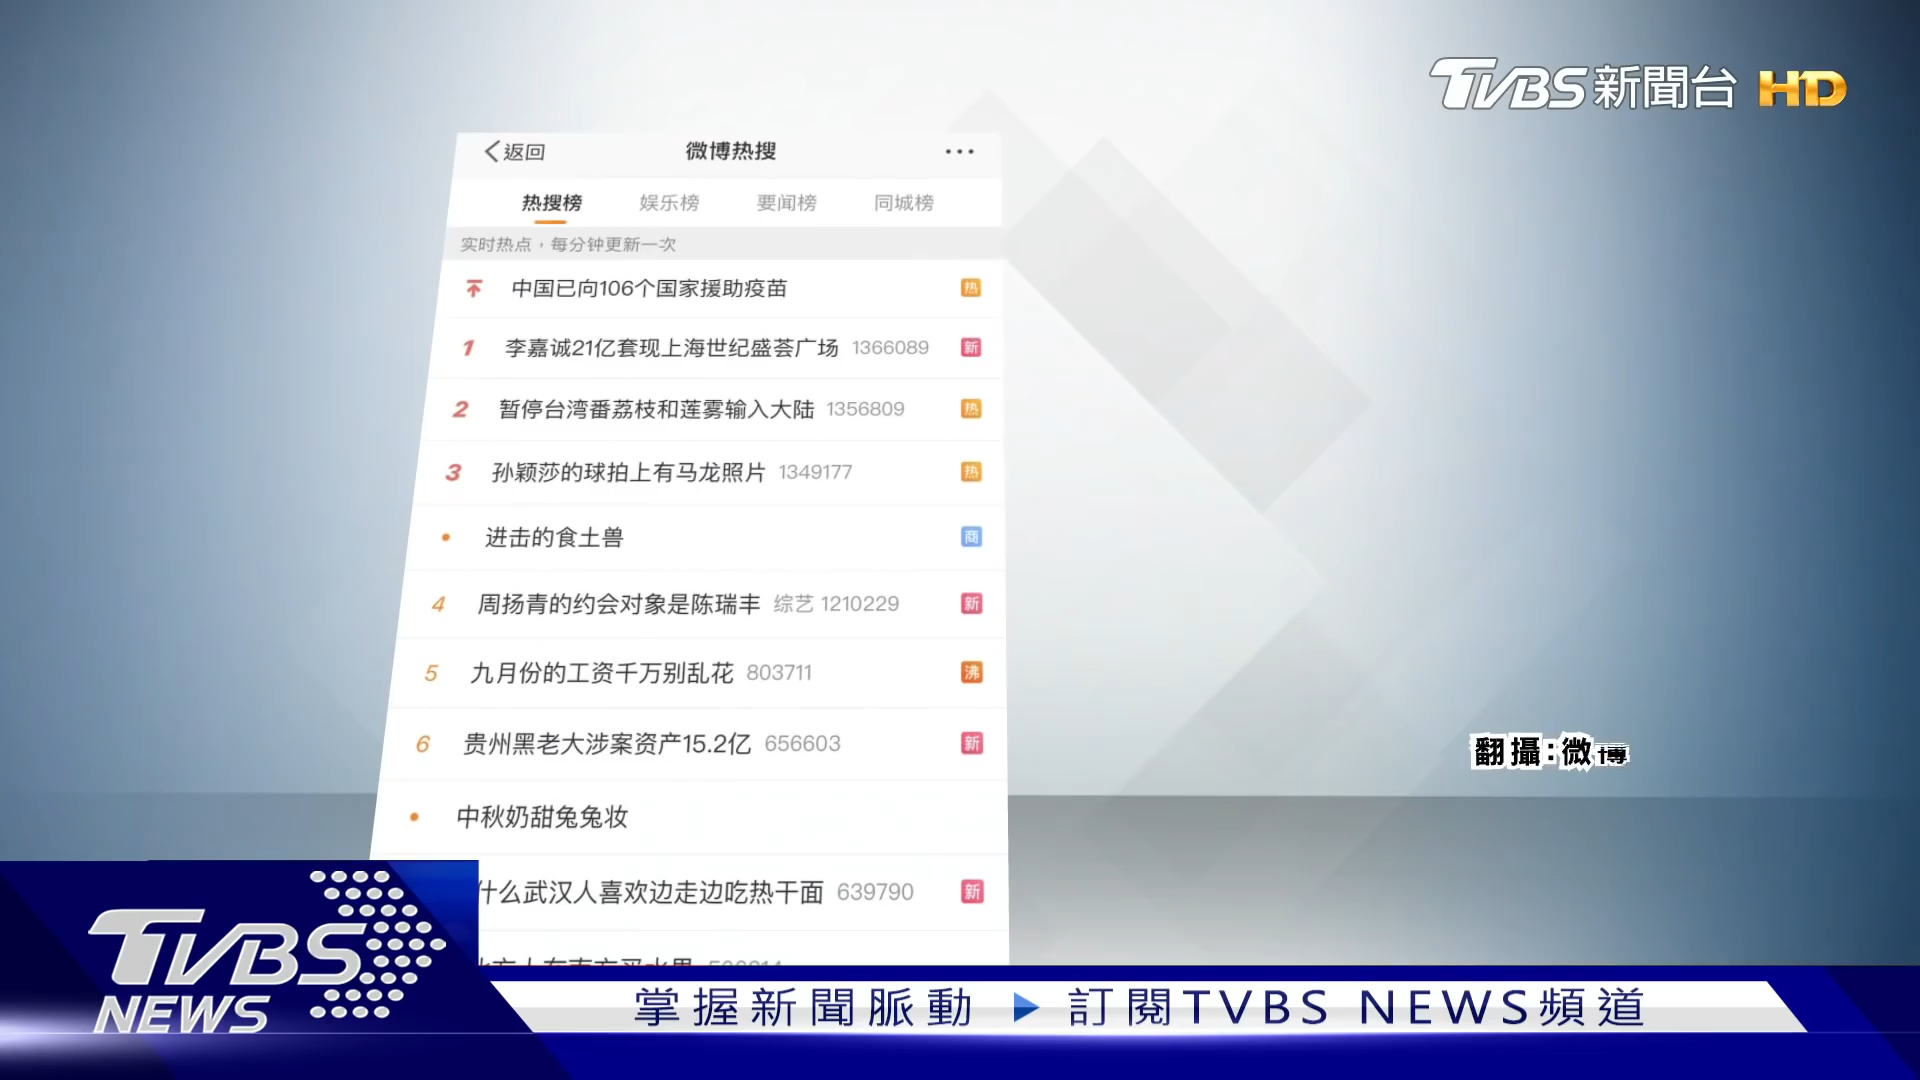 TVBS新聞台 HD
返回 微博热搜
热搜榜 娱乐榜 要闻榜 同城榜
实时热点，每分钟更新一次
中国已向106个国家援助疫苗 热
1 李嘉诚21亿套现上海世纪盛荟广场 1366089 新
2 暂停台湾番荔枝和莲雾输入大陆 1356809 热
3 孙颖莎的球拍上有马龙照片 1349177 热
进击的食土兽 商
4 周扬青的约会对象是陈瑞丰 综艺 1210229 新
5 九月份的工资千万别乱花 803711 沸
6 贵州黑老大涉案资产15.2亿 656603 新
翻攝:微博
中秋奶甜兔兔妆
什么武汉人喜欢边走边吃热干面 639790 新
TVBS
NEWS
掌握新聞脈動 訂閱TVBS NEWS頻道